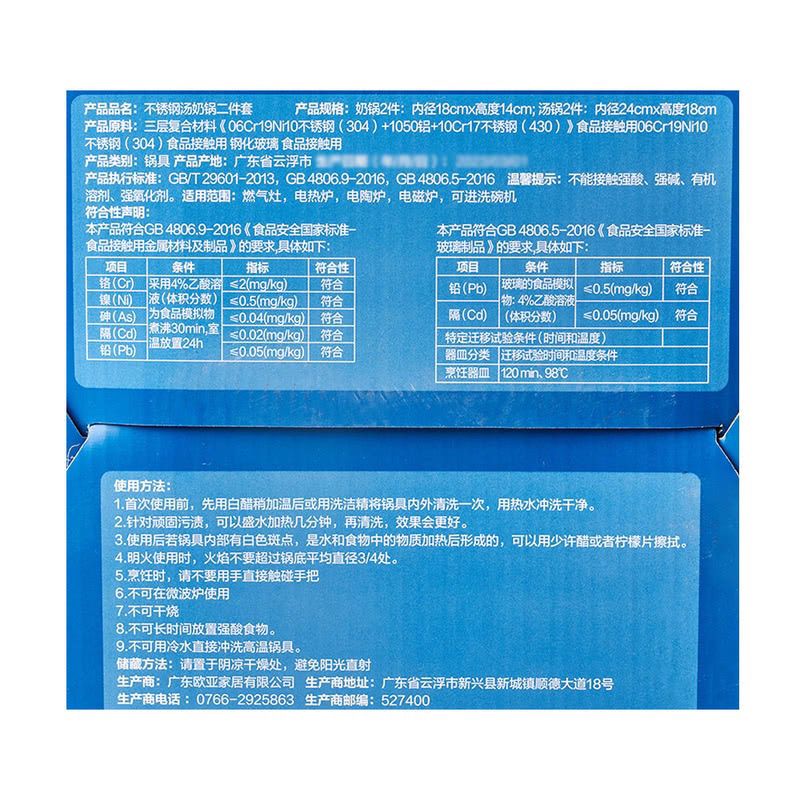 产品品名：不锈钢汤奶锅二件套 产品规格：奶锅2件：内径18cmx高度14cm；汤锅2件：内径24cmx高度18cm
产品原料：三层复合材料《06Cr19Ni10不锈钢（304）+1050铝+10Cr17不锈钢（430）》食品接触用06Cr19Ni10
不锈钢（304）食品接触用 钢化玻璃 食品接触用
产品类别：锅具 产品产地：广东省云浮市
产品执行标准：GB/T 29601-2013，GB 4806.9-2016，GB 4806.5-2016 温馨提示：不能接触强酸、强碱、有机
溶剂、强氧化剂。适用范围：燃气灶，电热炉，电陶炉，电磁炉，可进洗碗机
符合性声明：
本产品符合GB 4806.9-2016《食品安全国家标准-
食品接触用金属材料及制品》的要求，具体如下：
项目 条件 指标 符合性
铬(Cr) 采用4%乙酸溶 ≤2(mg/kg) 符合
镍(Ni) 液（体积分数） ≤0.5(mg/kg) 符合
砷(As) 为食品模拟物 ≤0.04(mg/kg) 符合
隔(Cd) 煮沸30min，室 ≤0.02(mg/kg) 符合
铅(Pb) 温放置24h ≤0.05(mg/kg) 符合
本产品符合GB 4806.5-2016《食品安全国家标准-
玻璃制品》的要求，具体如下：
项目 条件 指标 符合性
铅(Pb) 玻璃的食品模拟 ≤0.5(mg/kg) 符合
物：4%乙酸溶液
隔(Cd) （体积分数） ≤0.05(mg/kg) 符合
特定迁移试验条件（时间和温度）
器皿分类 迁移试验时间和温度条件
烹饪器皿 120 min、98℃
使用方法：
1.首次使用前，先用白醋稍加温后或用洗洁精将锅具内外清洗一次，用热水冲洗干净。
2.针对顽固污渍，可以盛水加热几分钟，再清洗，效果会更好。
3.使用后若锅具内部有白色斑点，是水和食物中的物质加热后形成的，可以用少许醋或者柠檬片擦拭。
4.明火使用时，火焰不要超过锅底平均直径3/4处。
5.烹饪时，请不要用手直接触碰手把
6.不可在微波炉使用
7.不可干烧
8.不可长时间放置强酸食物。
9.不可用冷水直接冲洗高温锅具。
储藏方法：请置于阴凉干燥处，避免阳光直射
生产商：广东欧亚家居有限公司 生产商地址：广东省云浮市新兴县新城镇顺德大道18号
生产商电话：0766-2925863 生产商邮编：527400